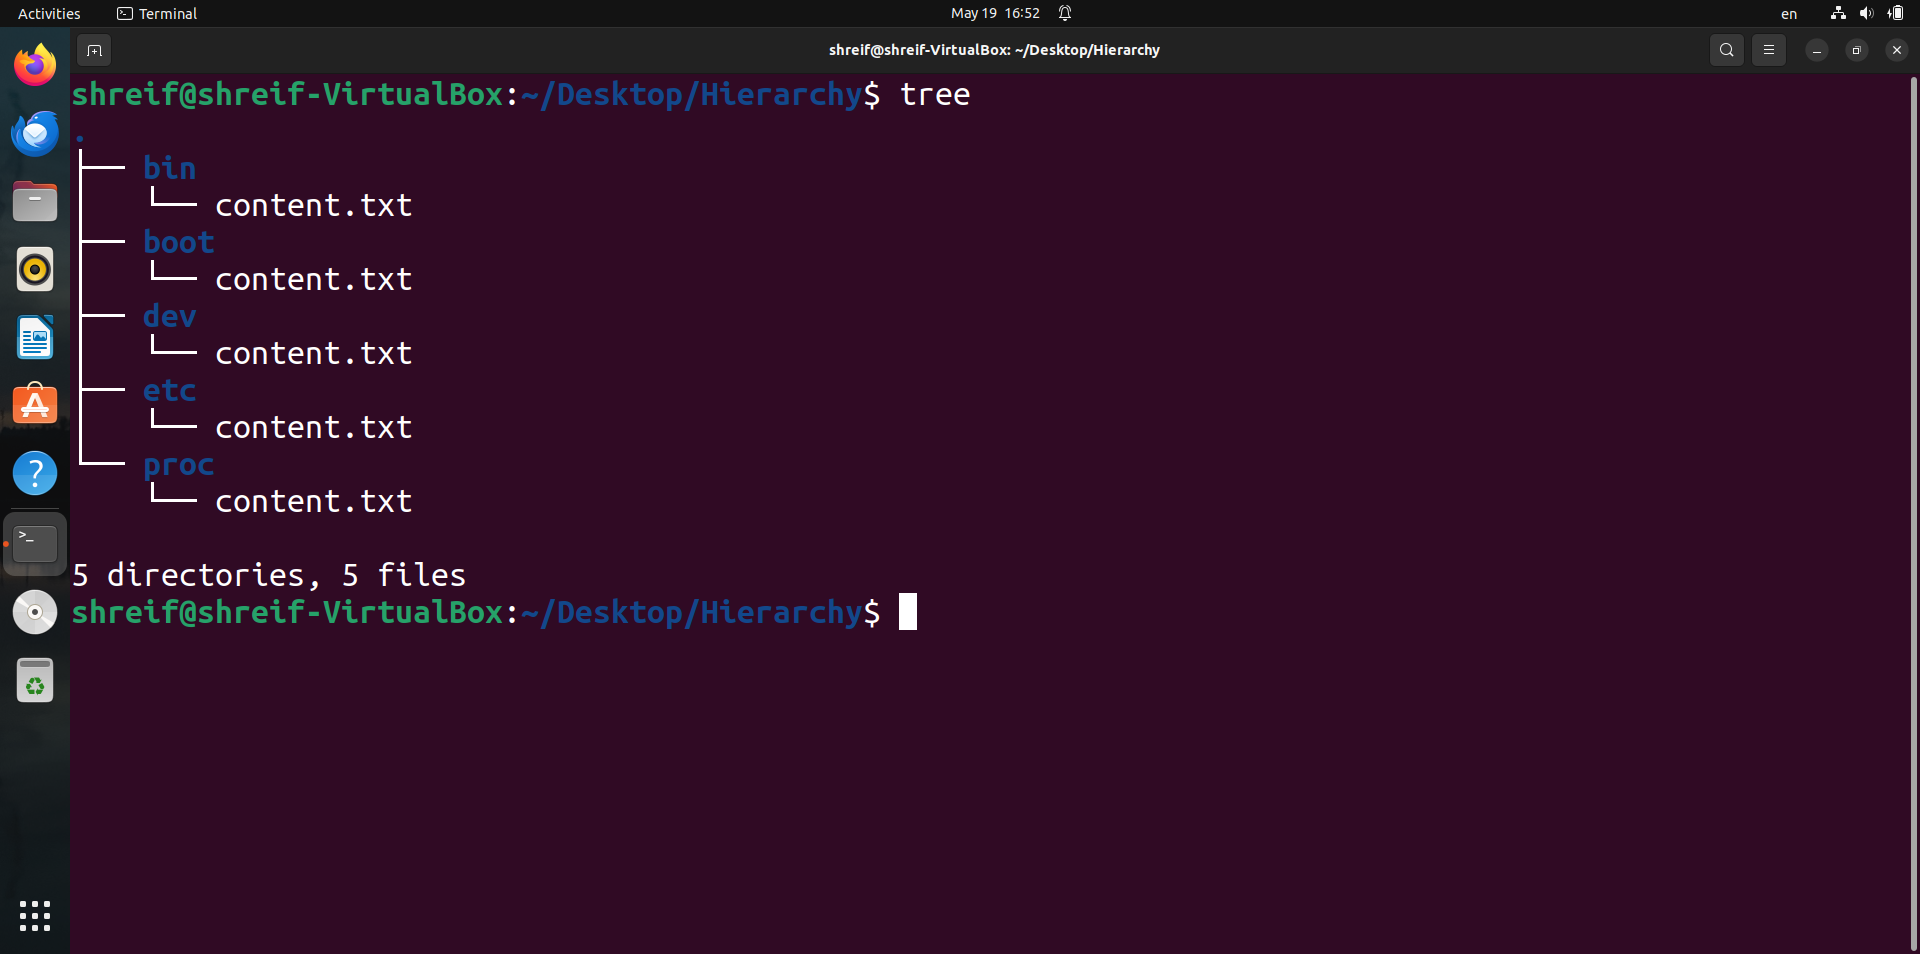 Activities Terminal May 19 16:52 en
shreif@shreif-VirtualBox: ~/Desktop/Hierarchy
shreif@shreif-VirtualBox:~/Desktop/Hierarchy$ tree
.
├── bin
│   └── content.txt
├── boot
│   └── content.txt
├── dev
│   └── content.txt
├── etc
│   └── content.txt
└── proc
    └── content.txt
5 directories, 5 files
shreif@shreif-VirtualBox:~/Desktop/Hierarchy$